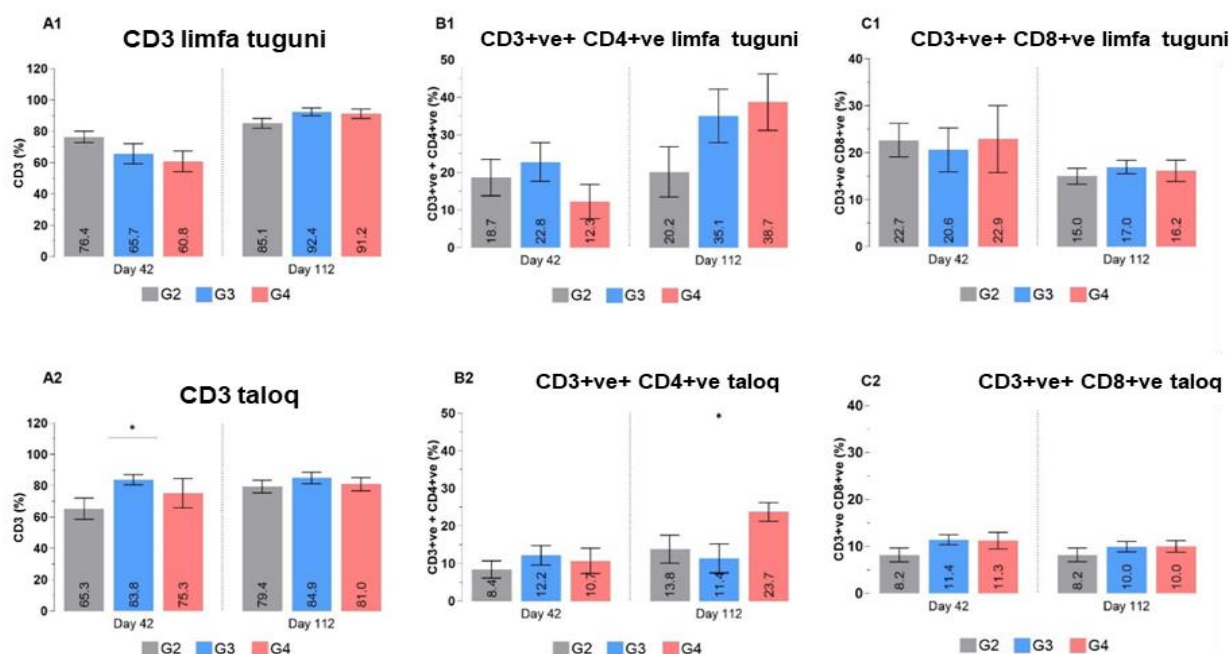 A1
CD3 limfa tuguni
CD3 (%)
120
100
80
60
40
20
0
76.4
65.7
60.8
85.1
92.4
91.2
Day 42
Day 112
G2 G3 G4
B1
CD3+ve+ CD4+ve limfa tuguni
CD3+ve + CD4+ve (%)
50
40
30
20
10
0
18.7
22.8
12.3
20.2
35.1
38.7
Day 42
Day 112
G2 G3 G4
C1
CD3+ve+ CD8+ve limfa tuguni
CD3+ve CD8+ve (%)
40
30
20
10
0
22.7
20.6
22.9
15.0
17.0
16.2
Day 42
Day 112
G2 G3 G4
A2
CD3 taloq
CD3 (%)
120
100
80
60
40
20
0
*
65.3
83.8
75.3
79.4
84.9
81.0
Day 42
Day 112
G2 G3 G4
B2
CD3+ve+ CD4+ve taloq
CD3+ve + CD4+ve (%)
50
40
30
20
10
0
*
8.4
12.2
10.7
13.8
11.4
23.7
Day 42
Day 112
G2 G3 G4
C2
CD3+ve+ CD8+ve taloq
CD3+ve CD8+ve (%)
40
30
20
10
0
8.2
11.4
11.3
8.2
10.0
10.0
Day 42
Day 112
G2 G3 G4